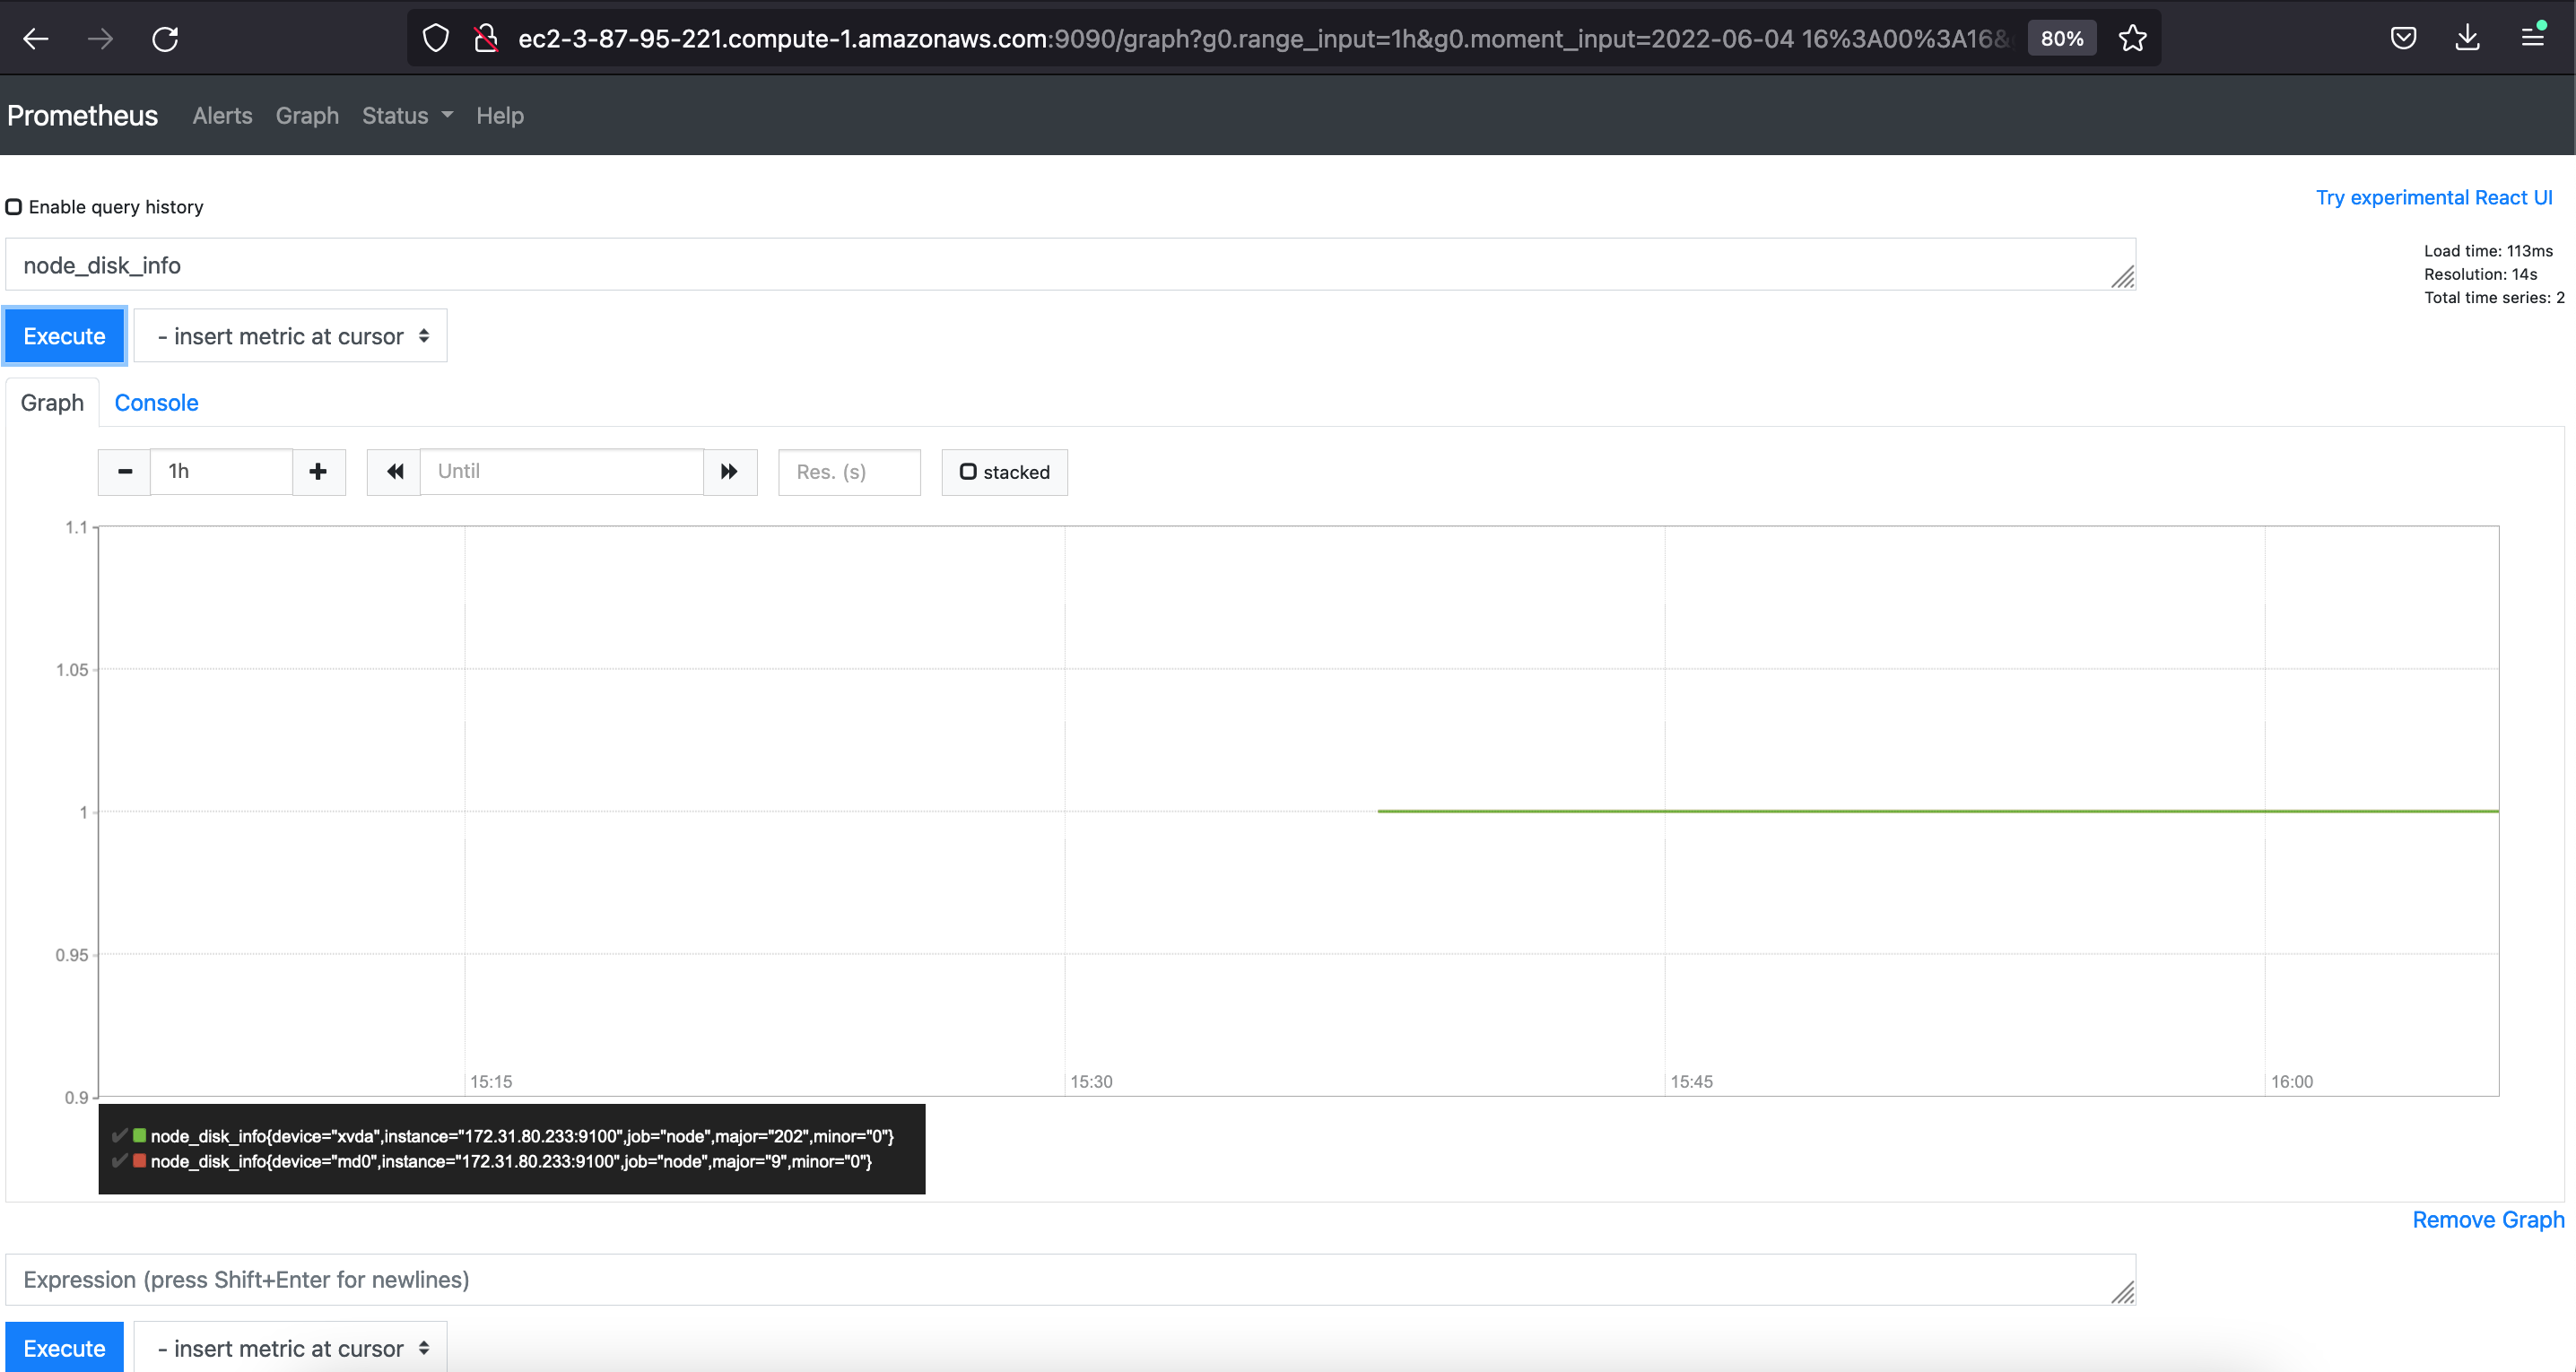 ec2-3-87-95-221.compute-1.amazonaws.com:9090/graph?g0.range_input=1h&g0.moment_input=2022-06-04 16%3A00%3A16& 80%
Prometheus Alerts Graph Status Help
Try experimental React UI
Enable query history
node_disk_info
Load time: 113ms
Resolution: 14s
Total time series: 2
Execute - insert metric at cursor
Graph Console
1h Until Res. (s) stacked
1.1
1.05
1
0.95
0.9
15:15 15:30 15:45 16:00
node_disk_info{device="xvda",instance="172.31.80.233:9100",job="node",major="202",minor="0"}
node_disk_info{device="md0",instance="172.31.80.233:9100",job="node",major="9",minor="0"}
Remove Graph
Expression (press Shift+Enter for newlines)
Execute - insert metric at cursor